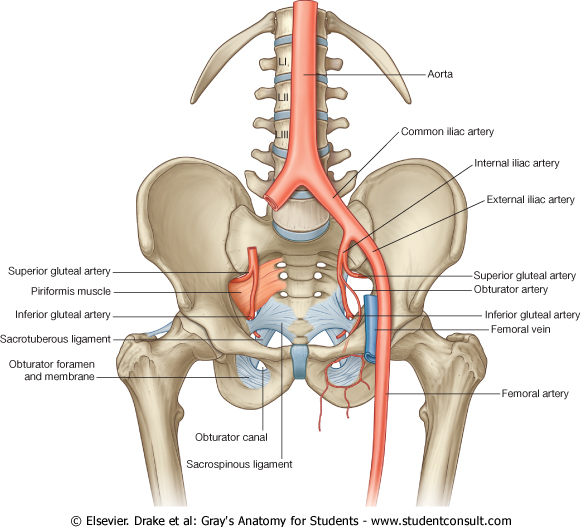 LI
Aorta
LII
LIII
Common iliac artery
Internal iliac artery
External iliac artery
Superior gluteal artery
Piriformis muscle
Inferior gluteal artery
Sacrotuberous ligament
Obturator foramen
and membrane
Superior gluteal artery
Obturator artery
Inferior gluteal artery
Femoral vein
Femoral artery
Obturator canal
Sacrospinous ligament
© Elsevier. Drake et al: Gray's Anatomy for Students - www.studentconsult.com